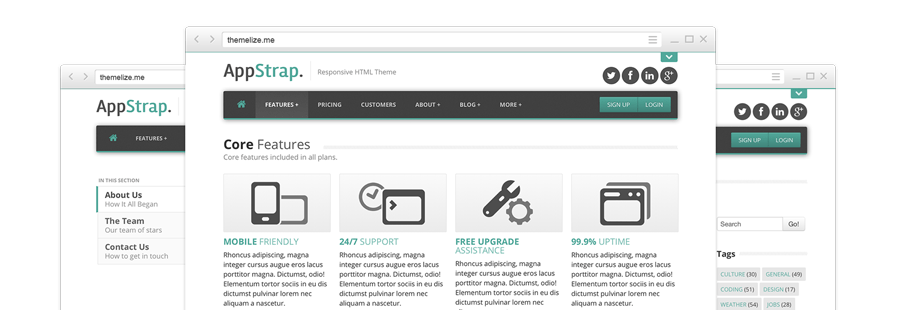 themelize.me
AppStrap.
Responsive HTML Theme
FEATURES + PRICING CUSTOMERS ABOUT + BLOG + MORE + SIGN UP LOGIN
Core Features
Core features included in all plans.
MOBILE FRIENDLY
Rhoncus adipiscing, magna
integer cursus augue eros lacus
porttitor magna. Dictumst, odio!
Elementum tortor sociis in eu dis
dictumst pulvinar lorem nec
aliquam a nascetur.
24/7 SUPPORT
Rhoncus adipiscing, magna
integer cursus augue eros lacus
porttitor magna. Dictumst, odio!
Elementum tortor sociis in eu dis
dictumst pulvinar lorem nec
aliquam a nascetur.
FREE UPGRADE
ASSISTANCE
Rhoncus adipiscing, magna
integer cursus augue eros lacus
porttitor magna. Dictumst, odio!
Elementum tortor sociis in eu dis
dictumst pulvinar lorem nec
99.9% UPTIME
Rhoncus adipiscing, magna
integer cursus augue eros lacus
porttitor magna. Dictumst, odio!
Elementum tortor sociis in eu dis
dictumst pulvinar lorem nec
aliquam a nascetur.
themelize.me
AppStrap.
FEATURES +
IN THIS SECTION
About Us
How It All Began
The Team
Our team of stars
Contact Us
How to get in touch
SIGN UP LOGIN
Search Go!
Tags
CULTURE (30) GENERAL (49)
CODING (51) DESIGN (17)
WEATHER (54) JOBS (28)